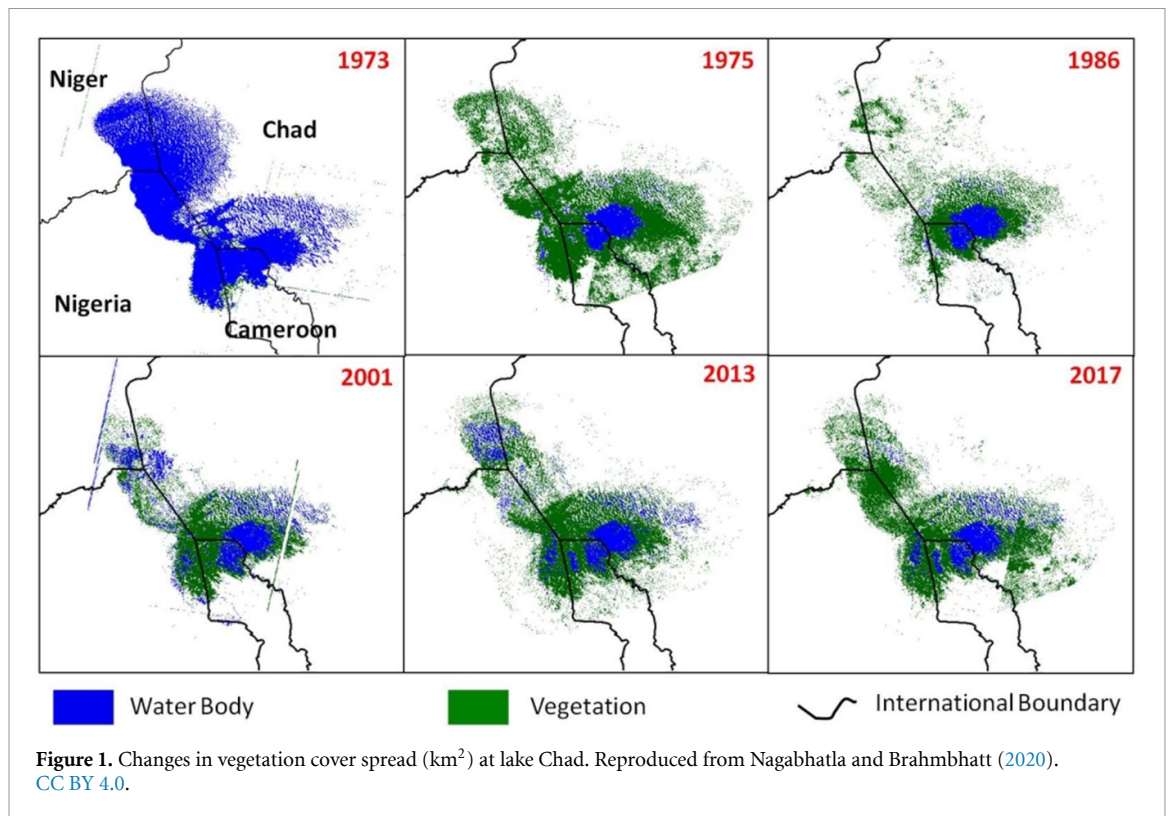 1973
1975
1986
Niger
Chad
Nigeria
Cameroon
2001
2013
2017
Water Body
Vegetation
International Boundary
Figure 1. Changes in vegetation cover spread (km²) at lake Chad. Reproduced from Nagabhatla and Brahmbhatt (2020).
CC BY 4.0.